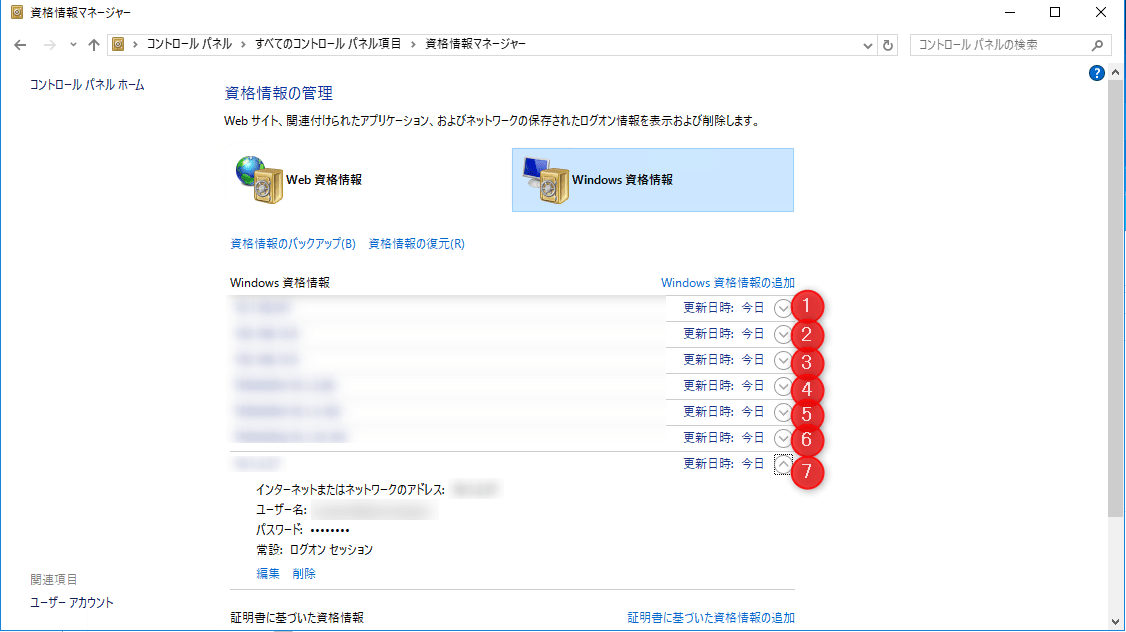 資格情報マネージャー
コントロール パネル › すべてのコントロール パネル項目 › 資格情報マネージャー
コントロール パネルの検索
コントロール パネル ホーム
?
資格情報の管理
Web サイト、関連付けられたアプリケーション、およびネットワークの保存されたログオン情報を表示および削除します。
Web 資格情報
Windows 資格情報
資格情報のバックアップ(B) 資格情報の復元(R)
Windows 資格情報 Windows 資格情報の追加
更新日時: 今日 1
更新日時: 今日 2
更新日時: 今日 3
更新日時: 今日 4
更新日時: 今日 5
更新日時: 今日 6
更新日時: 今日 7
インターネットまたはネットワークのアドレス:
ユーザー名:
パスワード: ••••••••
常設: ログオン セッション
編集 削除
証明書に基づいた資格情報 証明書に基づいた資格情報の追加
関連項目
ユーザー アカウント